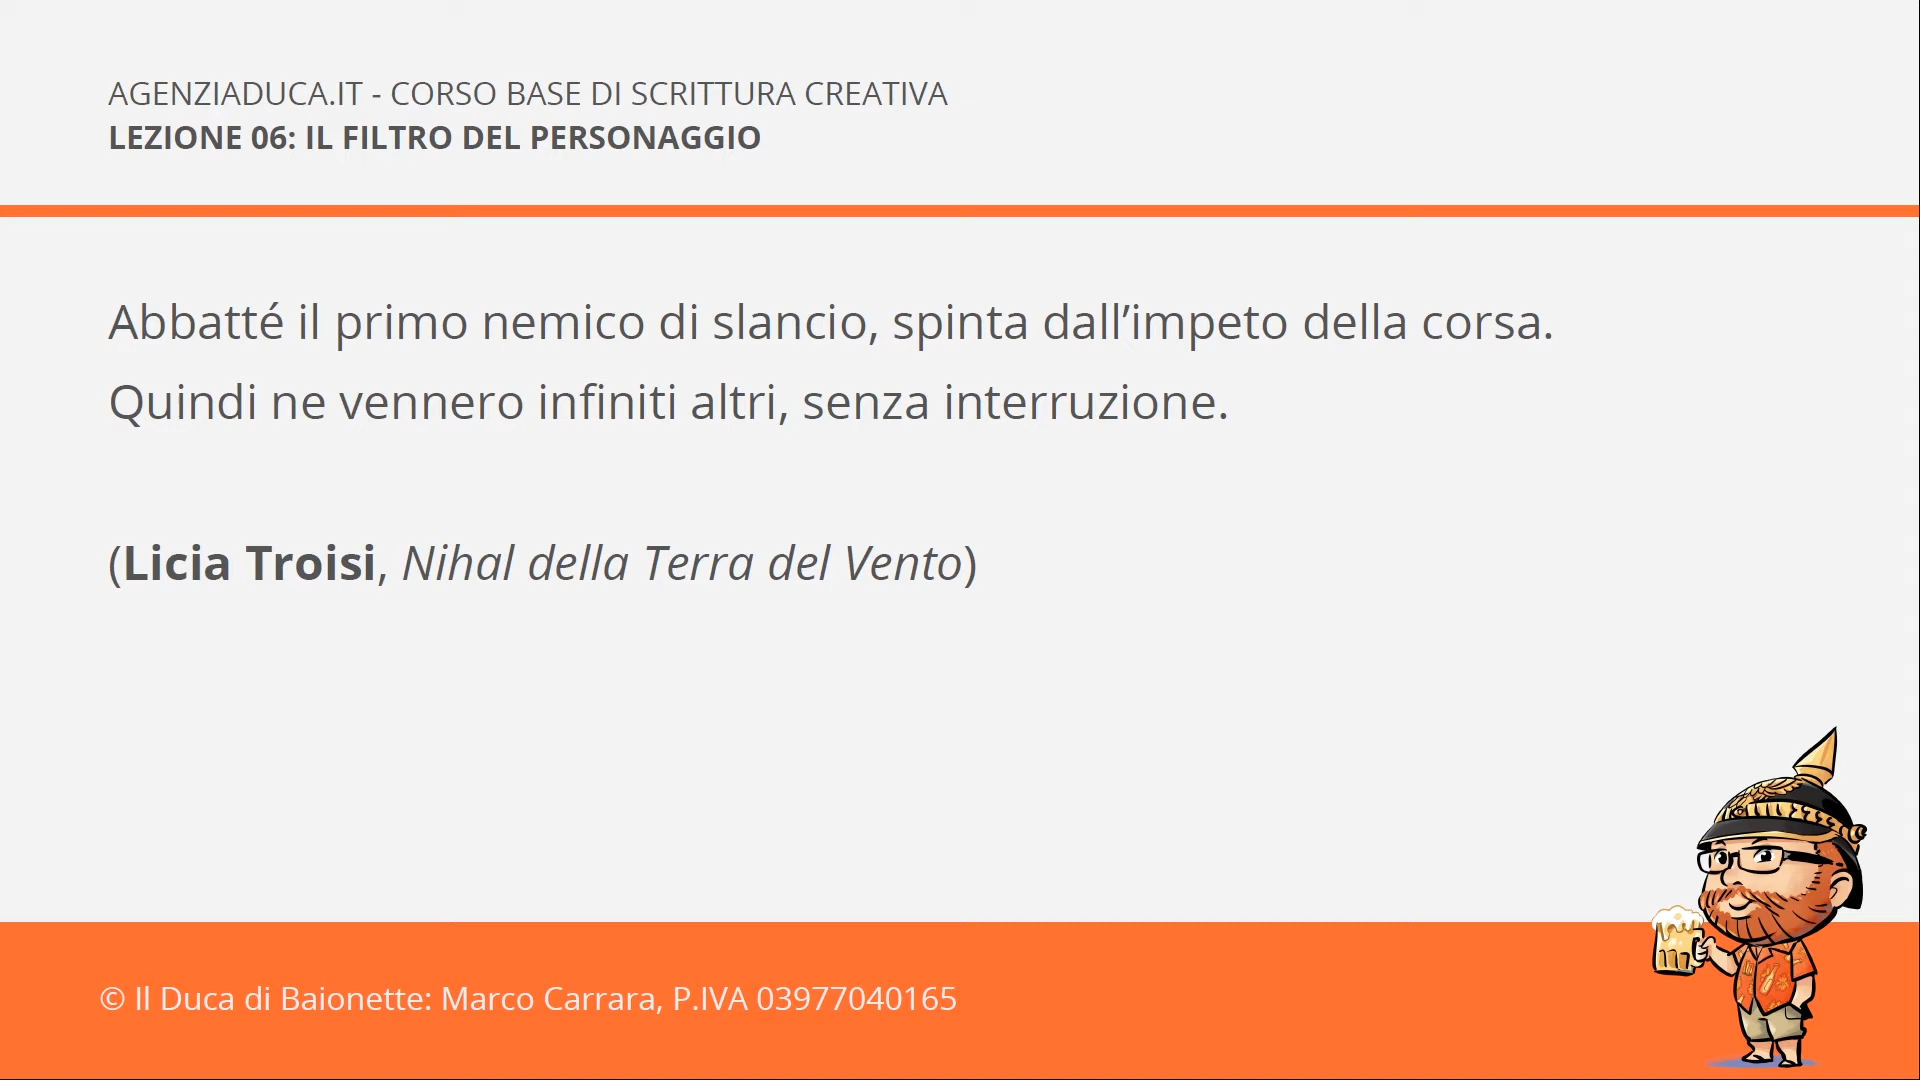 AGENZIADUCA.IT - CORSO BASE DI SCRITTURA CREATIVA
LEZIONE 06: IL FILTRO DEL PERSONAGGIO
Abbatté il primo nemico di slancio, spinta dall’impeto della corsa.
Quindi ne vennero infiniti altri, senza interruzione.
(Licia Troisi, Nihal della Terra del Vento)
© Il Duca di Baionette: Marco Carrara, P.IVA 03977040165